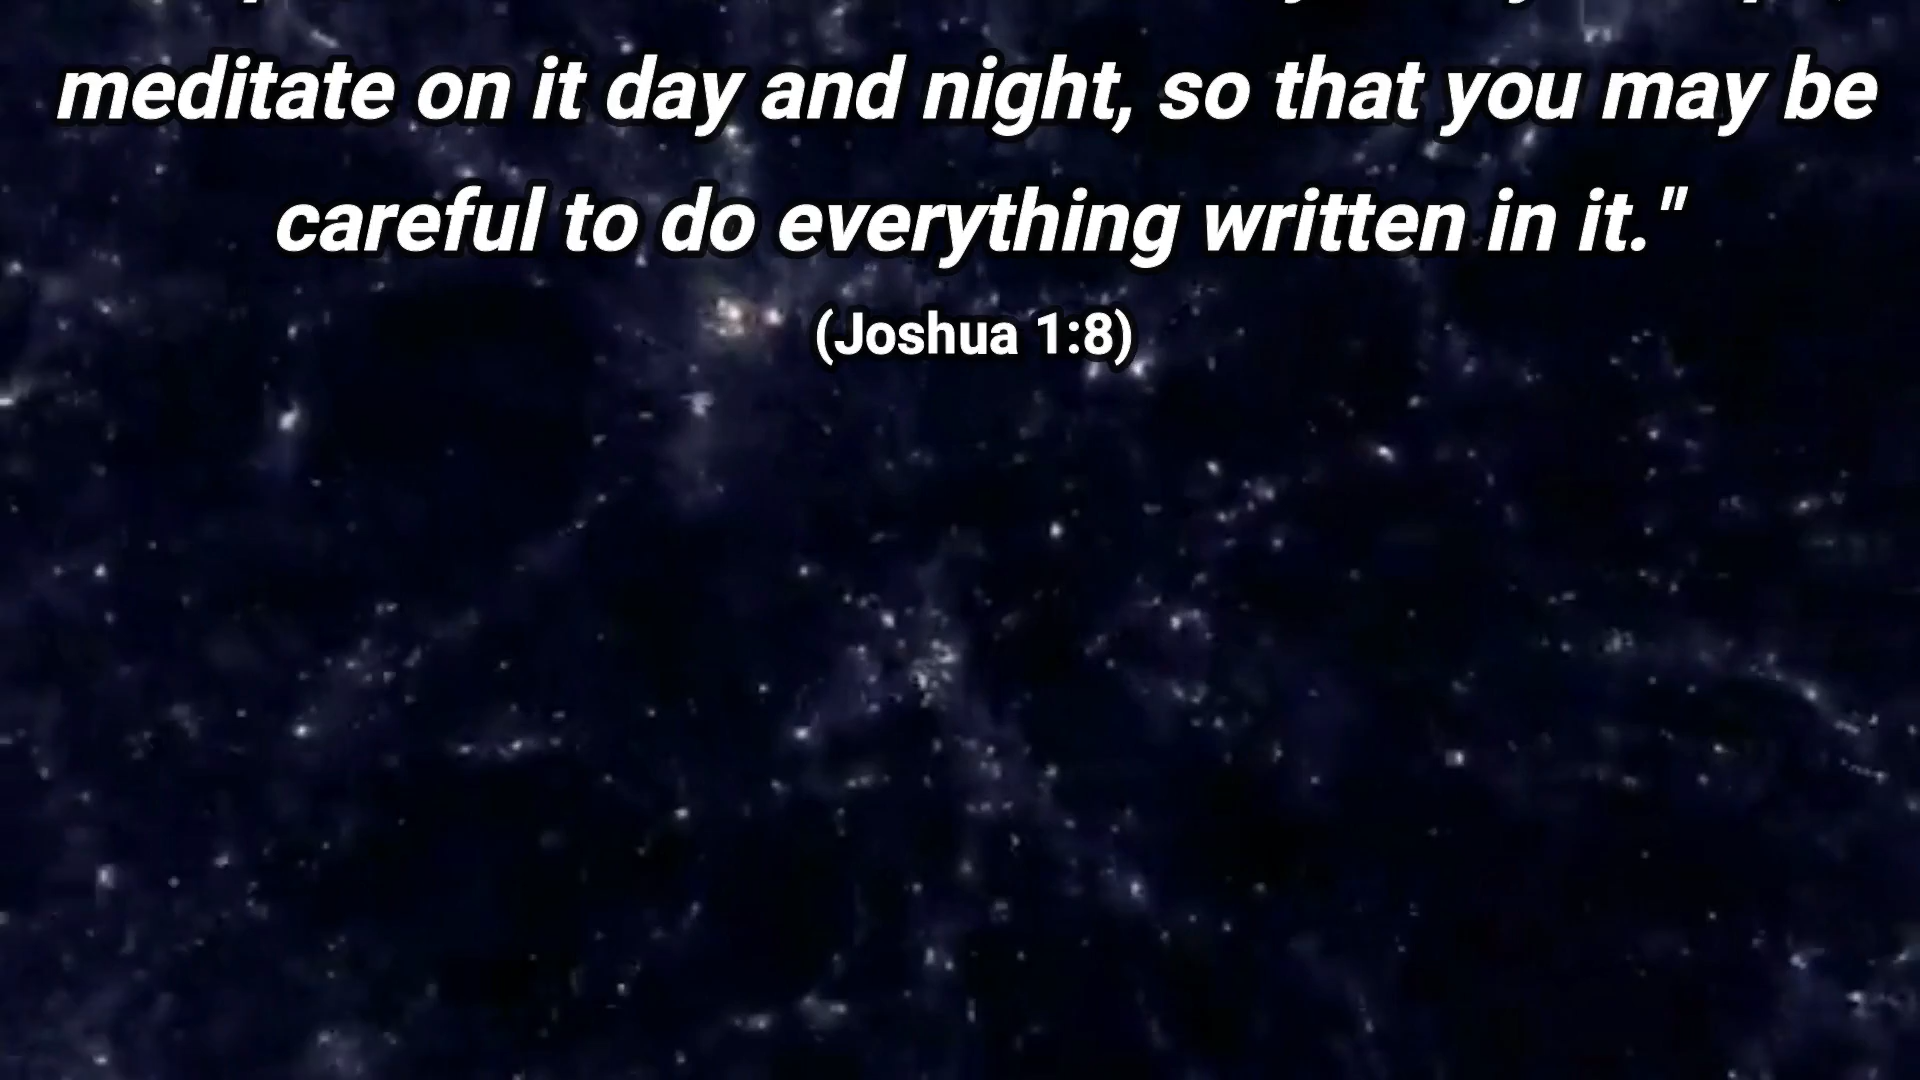 meditate on it day and night, so that you may be
careful to do everything written in it."
(Joshua 1:8)